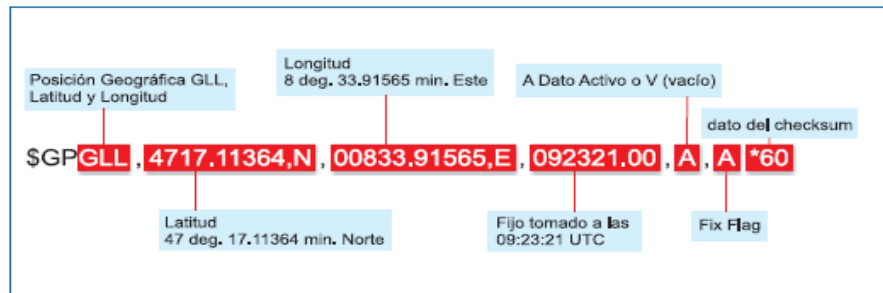 Longitud
8 deg. 33.91565 min. Este
Posición Geográfica GLL,
Latitud y Longitud
A Dato Activo o V (vacío)
dato del checksum
$GPGLL , 4717.11364,N , 00833.91565,E , 092321.00 , A , A *60
Latitud
47 deg. 17.11364 min. Norte
Fijo tomado a las
09:23:21 UTC
Fix Flag